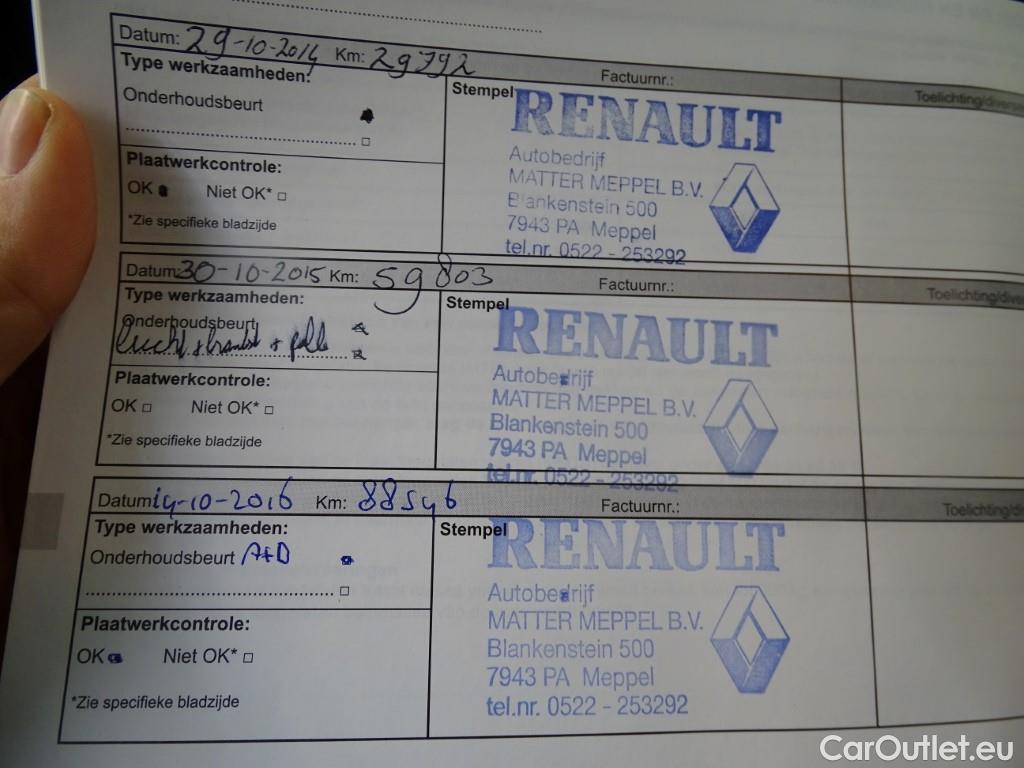 Datum: 29-10-2014 Km: 29792 Factuurnr.:
Toelichting/diverse
Type werkzaamheden:
Onderhoudsbeurt
Plaatwerkcontrole:
OK Niet OK*
*Zie specifieke bladzijde
Stempel
RENAULT
Autobedrijf
MATTER MEPPEL B.V.
Blankenstein 500
7943 PA Meppel
tel.nr. 0522 - 253292
Datum: 30-10-2015 Km: 59803 Factuurnr.:
Toelichting/diver
Type werkzaamheden:
Onderhoudsbeurt
lucht +
Plaatwerkcontrole:
OK Niet OK*
*Zie specifieke bladzijde
Stempel
RENAULT
Autobedrijf
MATTER MEPPEL B.V.
Blankenstein 500
7943 PA Meppel
tel.nr. 0522 - 253292
Datum: 14-10-2016 Km: 88546 Factuurnr.:
Toelichting/di
Type werkzaamheden:
Onderhoudsbeurt A+D
Plaatwerkcontrole:
OK Niet OK*
*Zie specifieke bladzijde
Stempel
RENAULT
Autobedrijf
MATTER MEPPEL B.V.
Blankenstein 500
7943 PA Meppel
tel.nr. 0522 - 253292
CarOutlet.eu